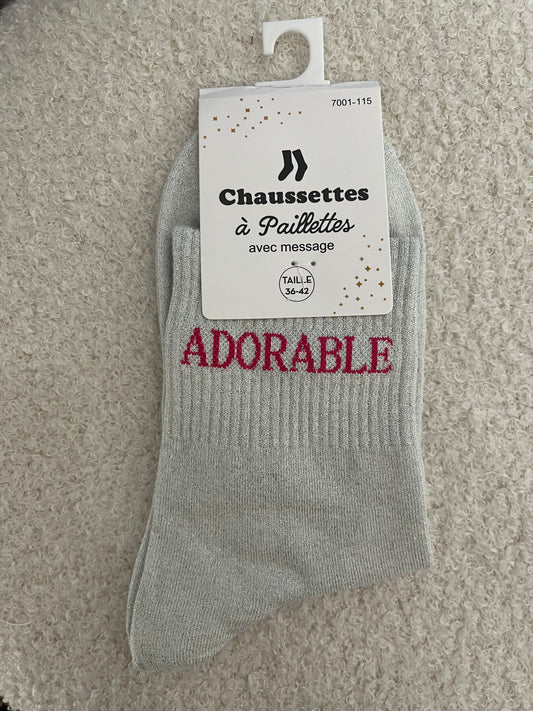 7001-115
Chaussettes
à Paillettes
avec message
TAILLE
36-42
ADORABLE